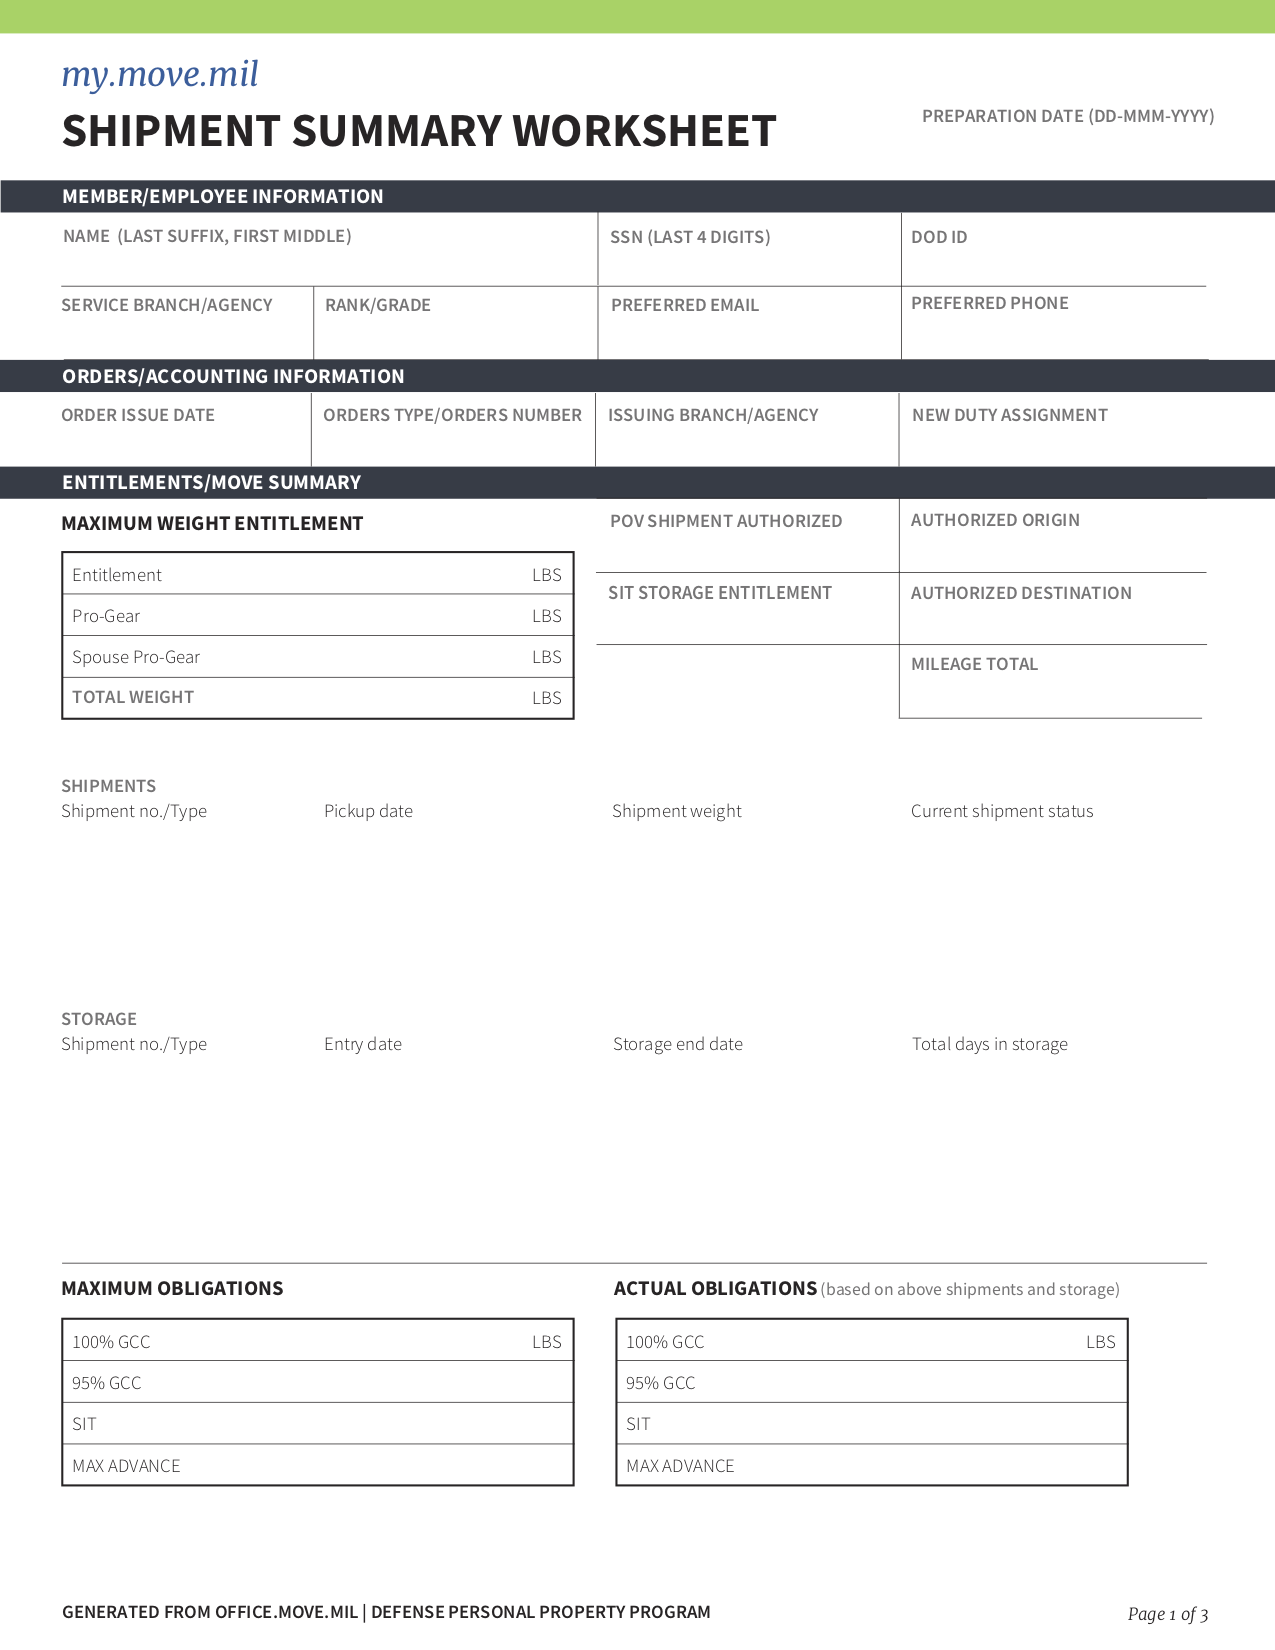 my.move.mil
SHIPMENT SUMMARY WORKSHEET
PREPARATION DATE (DD-MMM-YYYY)
MEMBER/EMPLOYEE INFORMATION
NAME (LAST SUFFIX, FIRST MIDDLE)
SSN (LAST 4 DIGITS)
DOD ID
SERVICE BRANCH/AGENCY
RANK/GRADE
PREFERRED EMAIL
PREFERRED PHONE
ORDERS/ACCOUNTING INFORMATION
ORDER ISSUE DATE
ORDERS TYPE/ORDERS NUMBER
ISSUING BRANCH/AGENCY
NEW DUTY ASSIGNMENT
ENTITLEMENTS/MOVE SUMMARY
MAXIMUM WEIGHT ENTITLEMENT
Entitlement LBS
Pro-Gear LBS
Spouse Pro-Gear LBS
TOTAL WEIGHT LBS
POV SHIPMENT AUTHORIZED
AUTHORIZED ORIGIN
SIT STORAGE ENTITLEMENT
AUTHORIZED DESTINATION
MILEAGE TOTAL
SHIPMENTS
Shipment no./Type Pickup date Shipment weight Current shipment status
STORAGE
Shipment no./Type Entry date Storage end date Total days in storage
MAXIMUM OBLIGATIONS
100% GCC LBS
95% GCC
SIT
MAX ADVANCE
ACTUAL OBLIGATIONS (based on above shipments and storage)
100% GCC LBS
95% GCC
SIT
MAX ADVANCE
GENERATED FROM OFFICE.MOVE.MIL | DEFENSE PERSONAL PROPERTY PROGRAM
Page 1 of 3